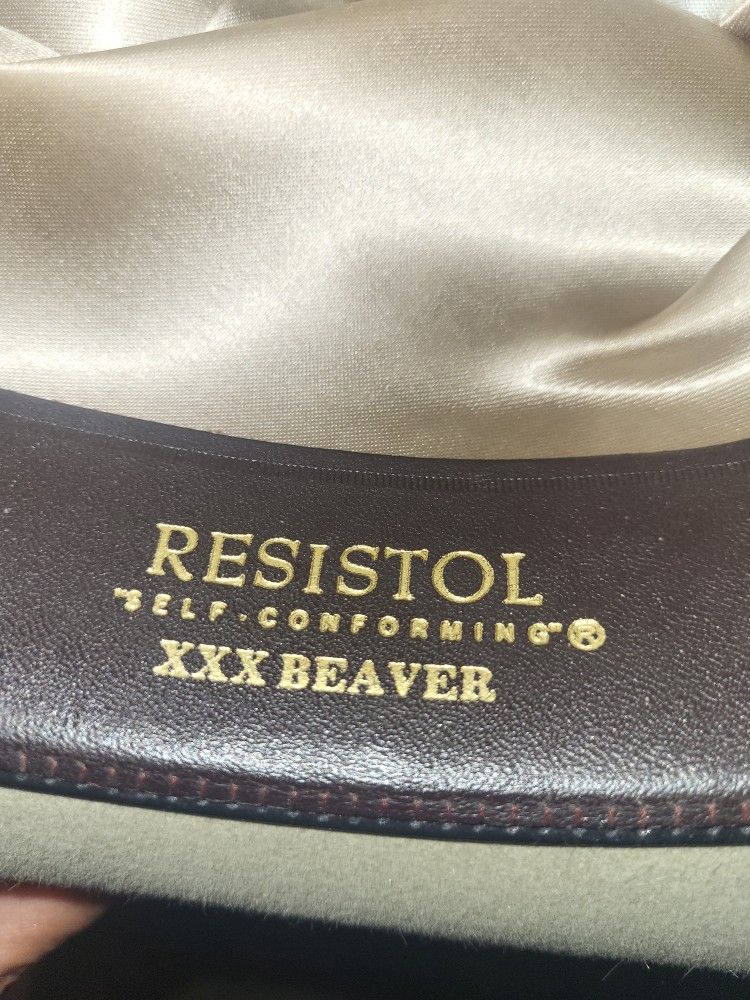 RESISTOL
"SELF-CONFORMING"®
XXX BEAVER